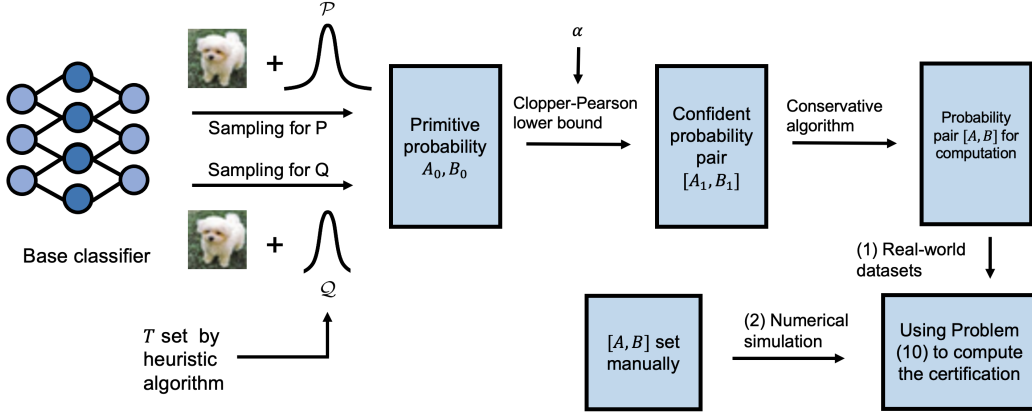 𝒫
α
Sampling for P
Clopper-Pearson
lower bound
Primitive
probability
A₀, B₀
Confident
probability
pair
[A₁, B₁]
Conservative
algorithm
Probability
pair [A, B] for
computation
Sampling for Q
Base classifier
𝒬
(1) Real-world
datasets
T set by
heuristic
algorithm
[A, B] set
manually
(2) Numerical
simulation
Using Problem
(10) to compute
the certification